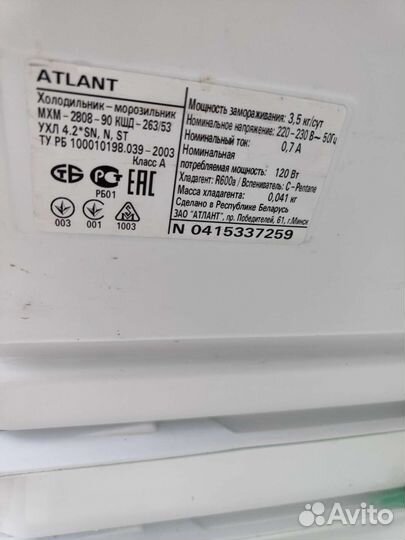 ATLANT
Холодильник-морозильник
МХМ-2808-90 КШД-263/53
УХЛ 4.2*SN, N, ST
ТУ РБ 100010198.039-2003
Класс А
РБ01
003 001 1003
Мощность замораживания: 3,5 кг/сут
Номинальное напряжение: 220-230 В~ 50Гц
Номинальный ток: 0,7 А
Номинальная
потребляемая мощность: 120 Вт
Хладагент: R600a / Вспениватель: C-Pentane
Масса хладагента: 0,041 кг
Сделано в Республике Беларусь
ЗАО "АТЛАНТ", пр. Победителей, 61, г.Минск
N 0415337259
Avito